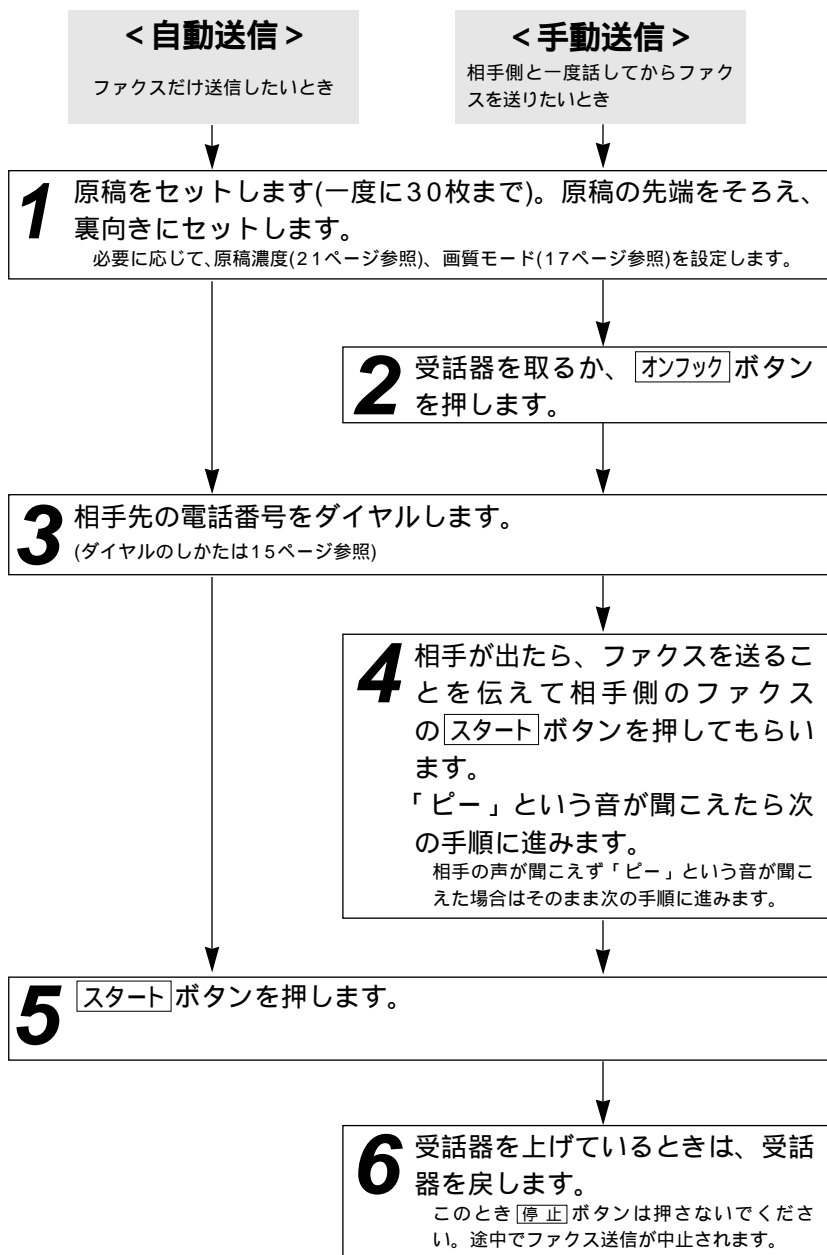 <自動送信>
ファクスだけ送信したいとき
<手動送信>
相手側と一度話してからファク
スを送りたいとき
1 原稿をセットします(一度に30枚まで)。原稿の先端をそろえ、
裏向きにセットします。
必要に応じて、原稿濃度(21ページ参照)、画質モード(17ページ参照)を設定します。
2 受話器を取るか、オンフックボタン
を押します。
3 相手先の電話番号をダイヤルします。
(ダイヤルのしかたは15ページ参照)
4 相手が出たら、ファクスを送るこ
とを伝えて相手側のファクス
のスタートボタンを押してもらい
ます。
「ピー」という音が聞こえたら次
の手順に進みます。
相手の声が聞こえず「ピー」という音が聞こ
えた場合はそのまま次の手順に進みます。
5 スタートボタンを押します。
6 受話器を上げているときは、受話
器を戻します。
このとき停止ボタンは押さないでくださ
い。途中でファクス送信が中止されます。